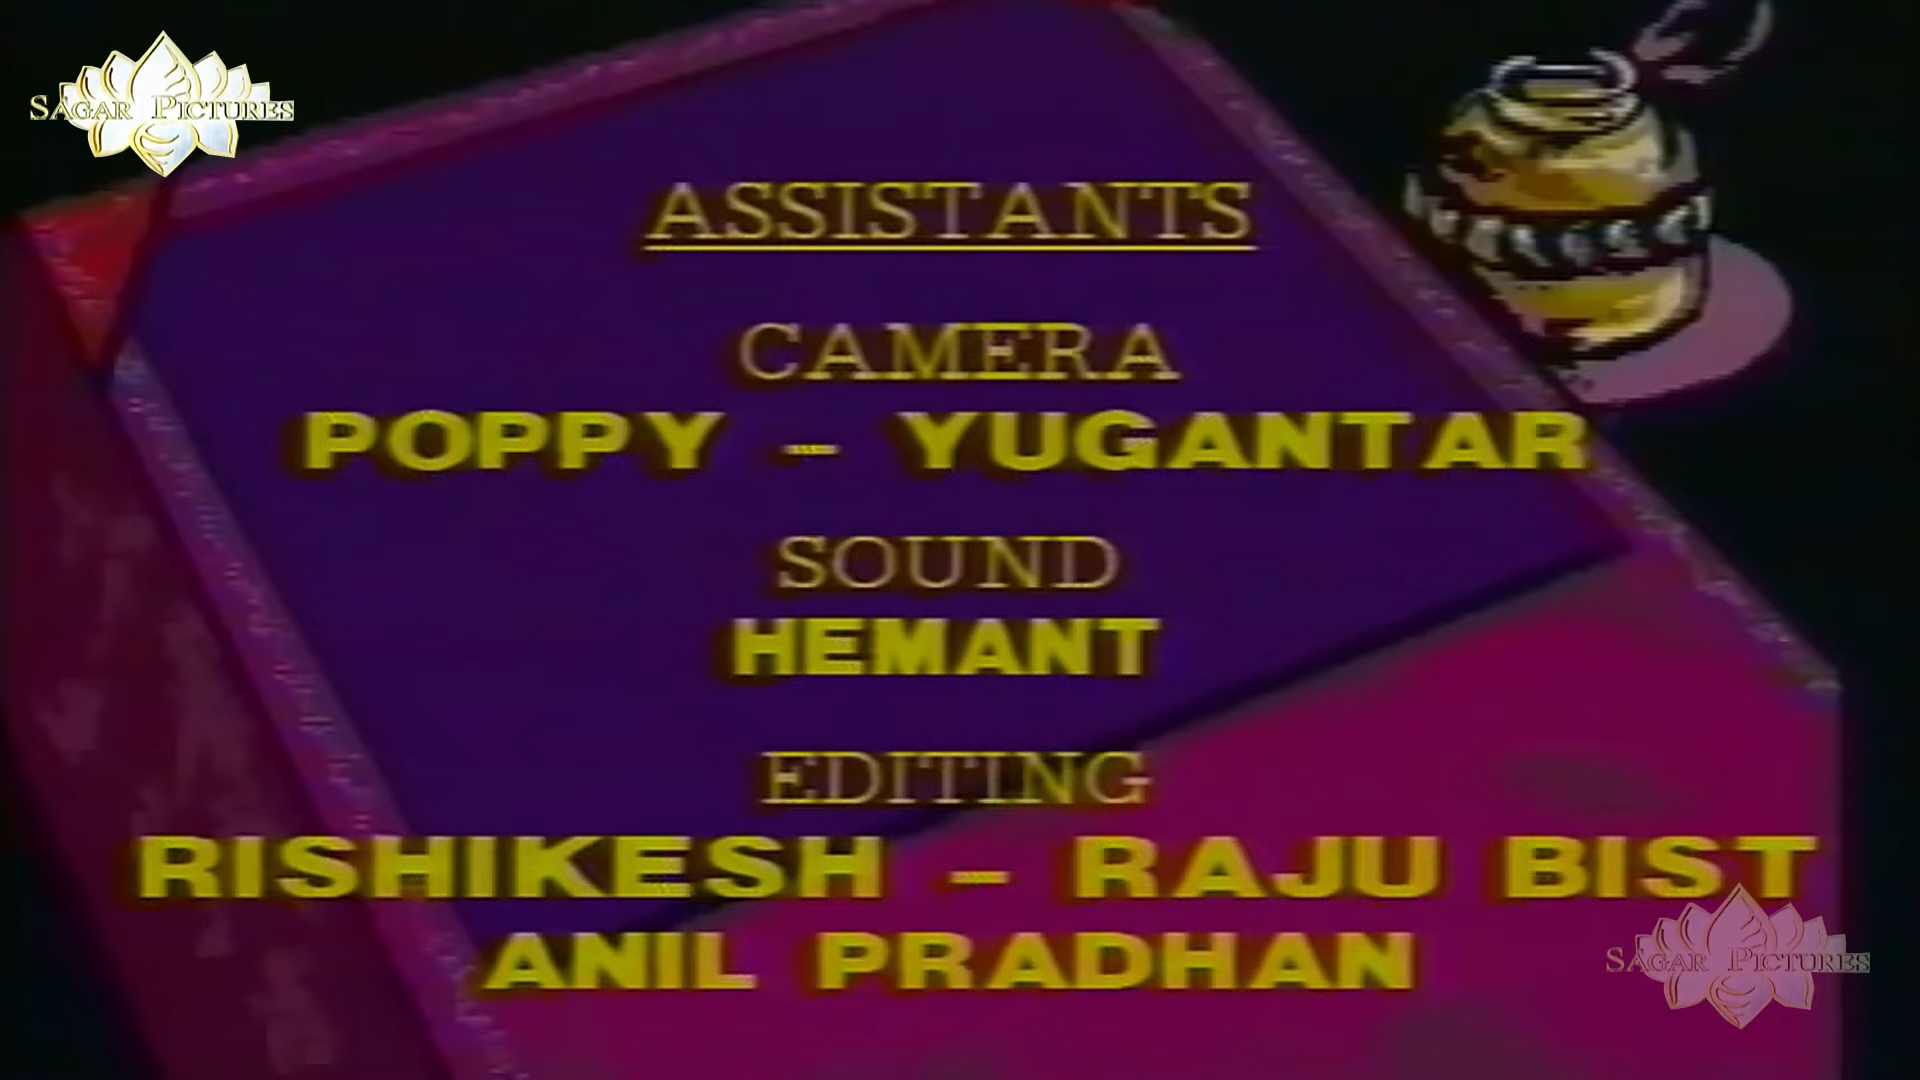 SAGAR PICTURES
ASSISTANTS
CAMERA
POPPY - YUGANTAR
SOUND
HEMANT
EDITING
RISHIKESH - RAJU BIST
ANIL PRADHAN
SAGAR PICTURES